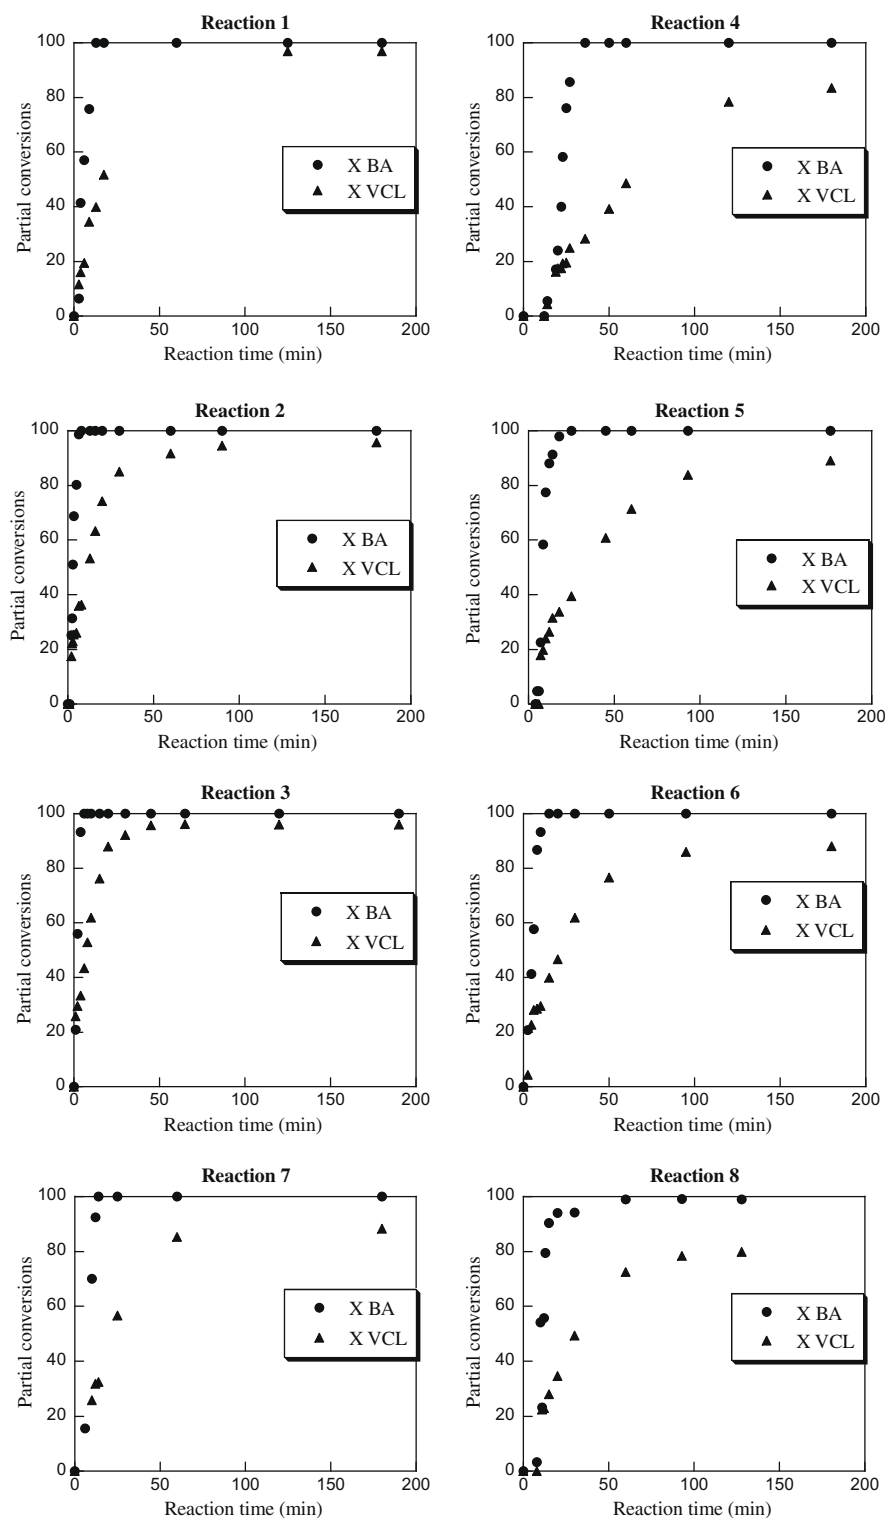 Reaction 1
Partial conversions
100
80
60
40
20
0
X BA
X VCL
0 50 100 150 200
Reaction time (min)
Reaction 4
Partial conversions
100
80
60
40
20
0
X BA
X VCL
0 50 100 150 200
Reaction time (min)
Reaction 2
Partial conversions
100
80
60
40
20
0
X BA
X VCL
0 50 100 150 200
Reaction time (min)
Reaction 5
Partial conversions
100
80
60
40
20
0
X BA
X VCL
0 50 100 150 200
Reaction time (min)
Reaction 3
Partial conversions
100
80
60
40
20
0
X BA
X VCL
0 50 100 150 200
Reaction time (min)
Reaction 6
Partial conversions
100
80
60
40
20
0
X BA
X VCL
0 50 100 150 200
Reaction time (min)
Reaction 7
Partial conversions
100
80
60
40
20
0
X BA
X VCL
0 50 100 150 200
Reaction time (min)
Reaction 8
Partial conversions
100
80
60
40
20
0
X BA
X VCL
0 50 100 150 200
Reaction time (min)